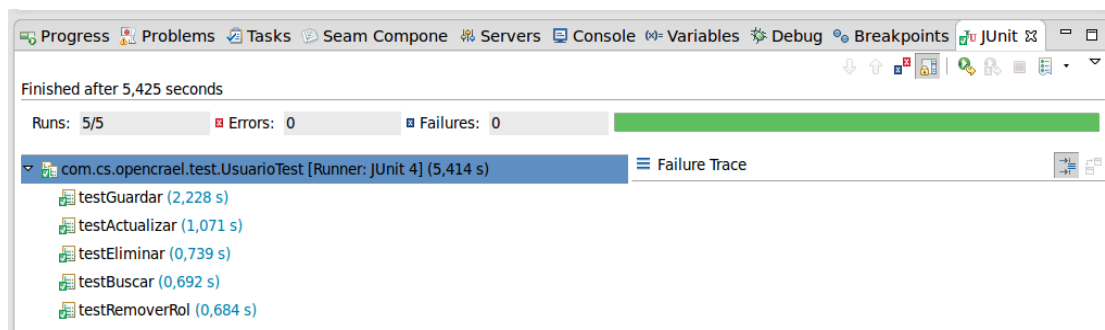 Progress Problems Tasks Seam Compone Servers Console Variables Debug Breakpoints JUnit
Finished after 5,425 seconds
Runs: 5/5 Errors: 0 Failures: 0
com.cs.opencrael.test.UsuarioTest [Runner: JUnit 4] (5,414 s) Failure Trace
testGuardar (2,228 s)
testActualizar (1,071 s)
testEliminar (0,739 s)
testBuscar (0,692 s)
testRemoverRol (0,684 s)